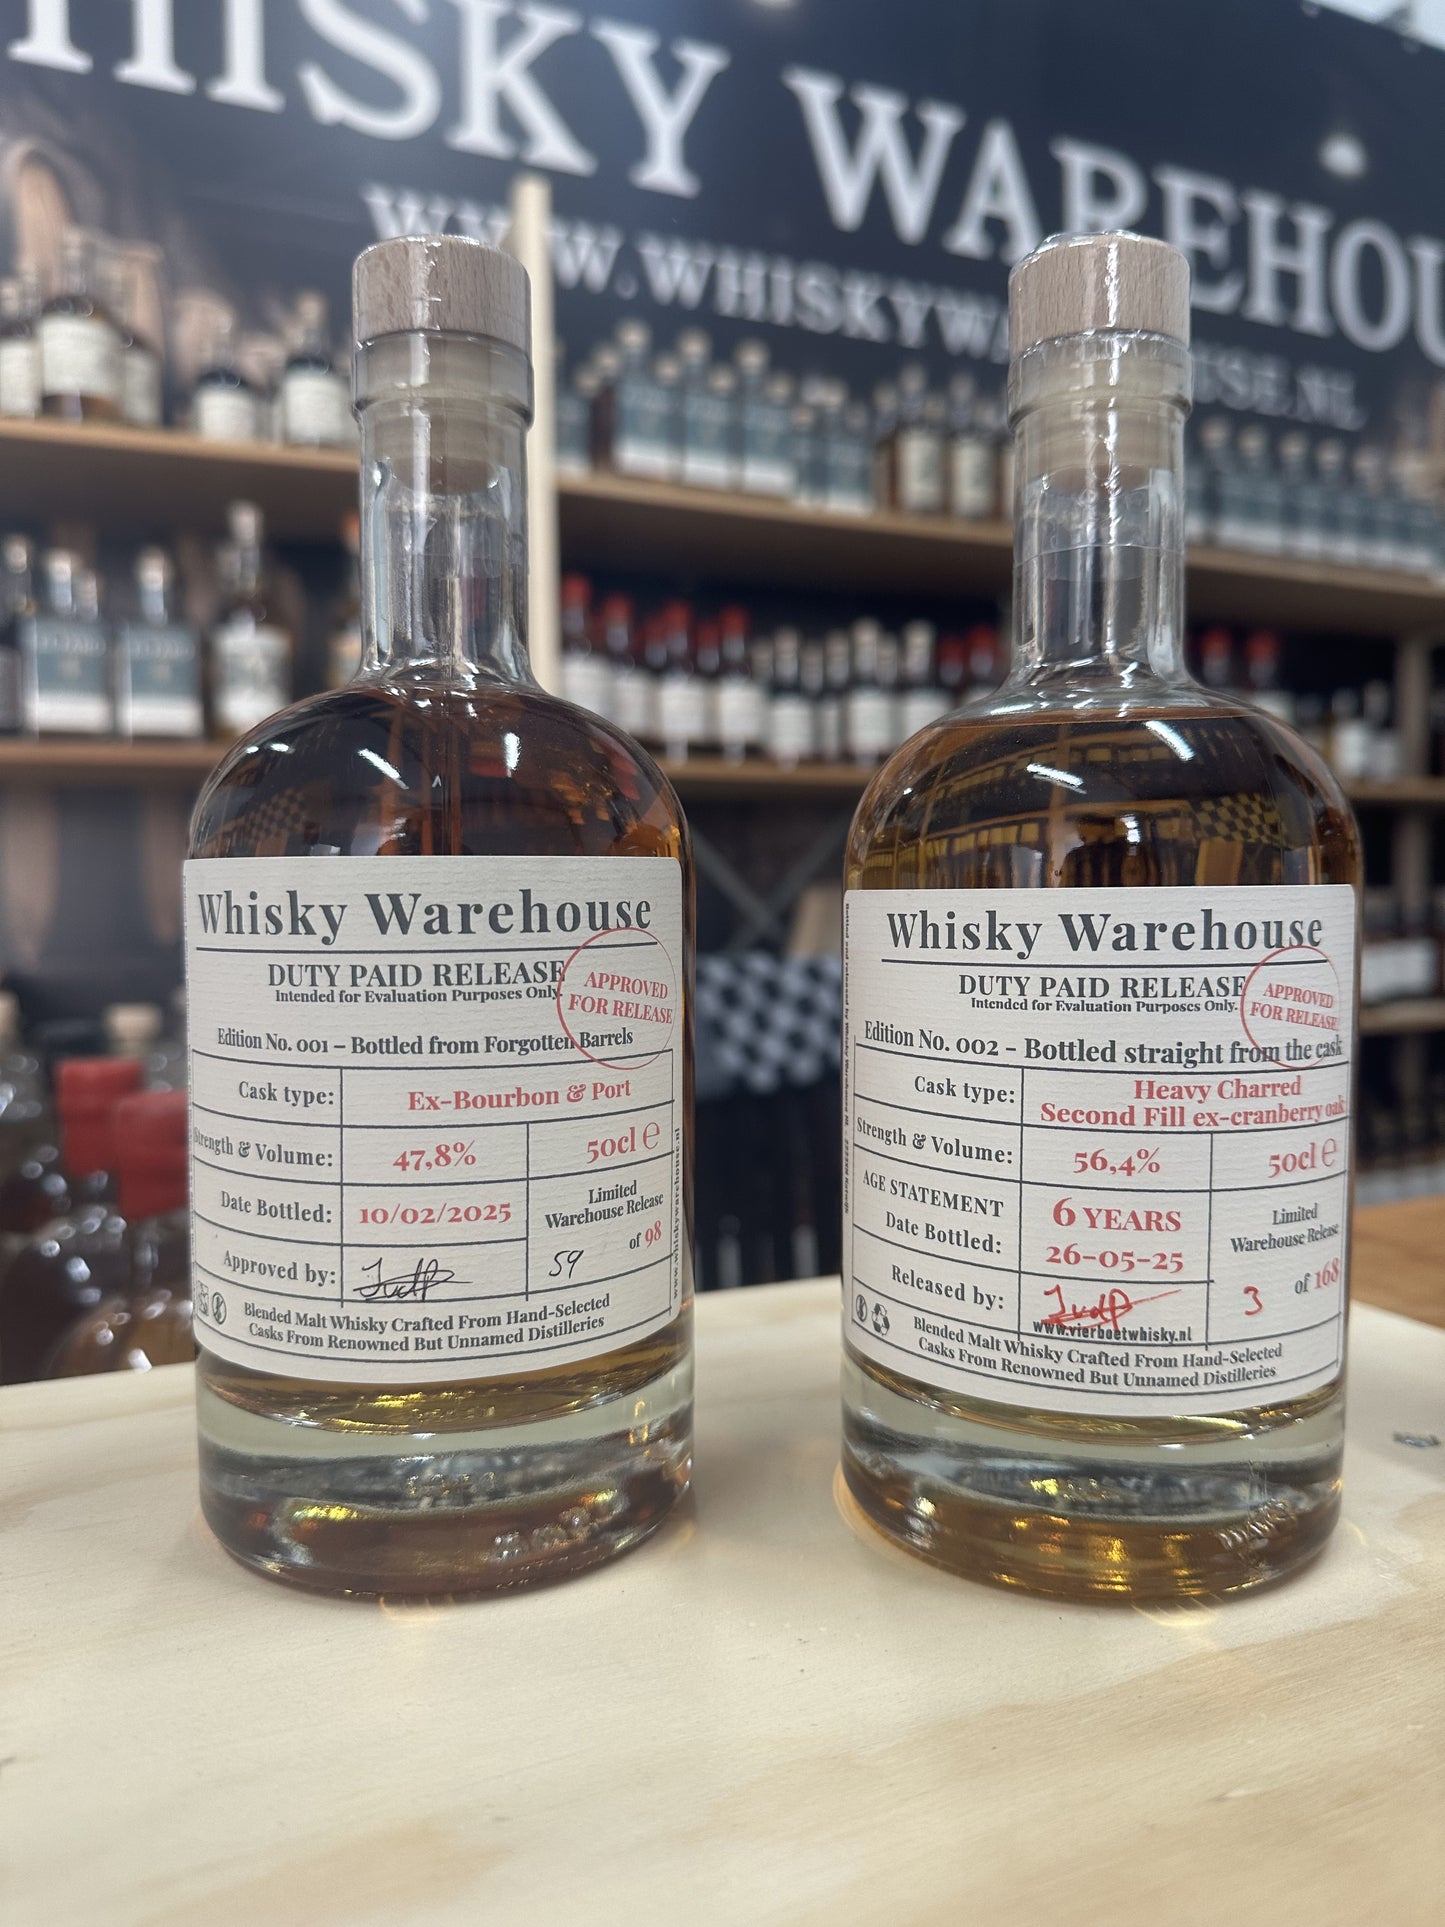 HISKY WAREHOU
WWW.WHISKYWA
USE.NL
Whisky Warehouse
DUTY PAID RELEASE
Intended for Evaluation Purposes Only.
APPROVED
FOR RELEASE
Edition No. 001 – Bottled from Forgotten Barrels
Cask type: Ex-Bourbon & Port
Strength & Volume: 47,8% 50cl ℮
Date Bottled: 10/02/2025
Limited
Warehouse Release
59 of 98
Approved by:
Blended Malt Whisky Crafted From Hand-Selected
Casks From Renowned But Unnamed Distilleries
www.whiskywarehouse.nl
Whisky Warehouse
DUTY PAID RELEASE
Intended for Evaluation Purposes Only.
APPROVED
FOR RELEASE
Edition No. 002 – Bottled straight from the cask
Cask type: Heavy Charred
Second Fill ex-cranberry oak
Strength & Volume: 56,4% 50cl ℮
AGE STATEMENT 6 YEARS
Date Bottled: 26-05-25
Limited
Warehouse Release
3 of 168
Released by:
www.vierboetwhisky.nl
Blended Malt Whisky Crafted From Hand-Selected
Casks From Renowned But Unnamed Distilleries